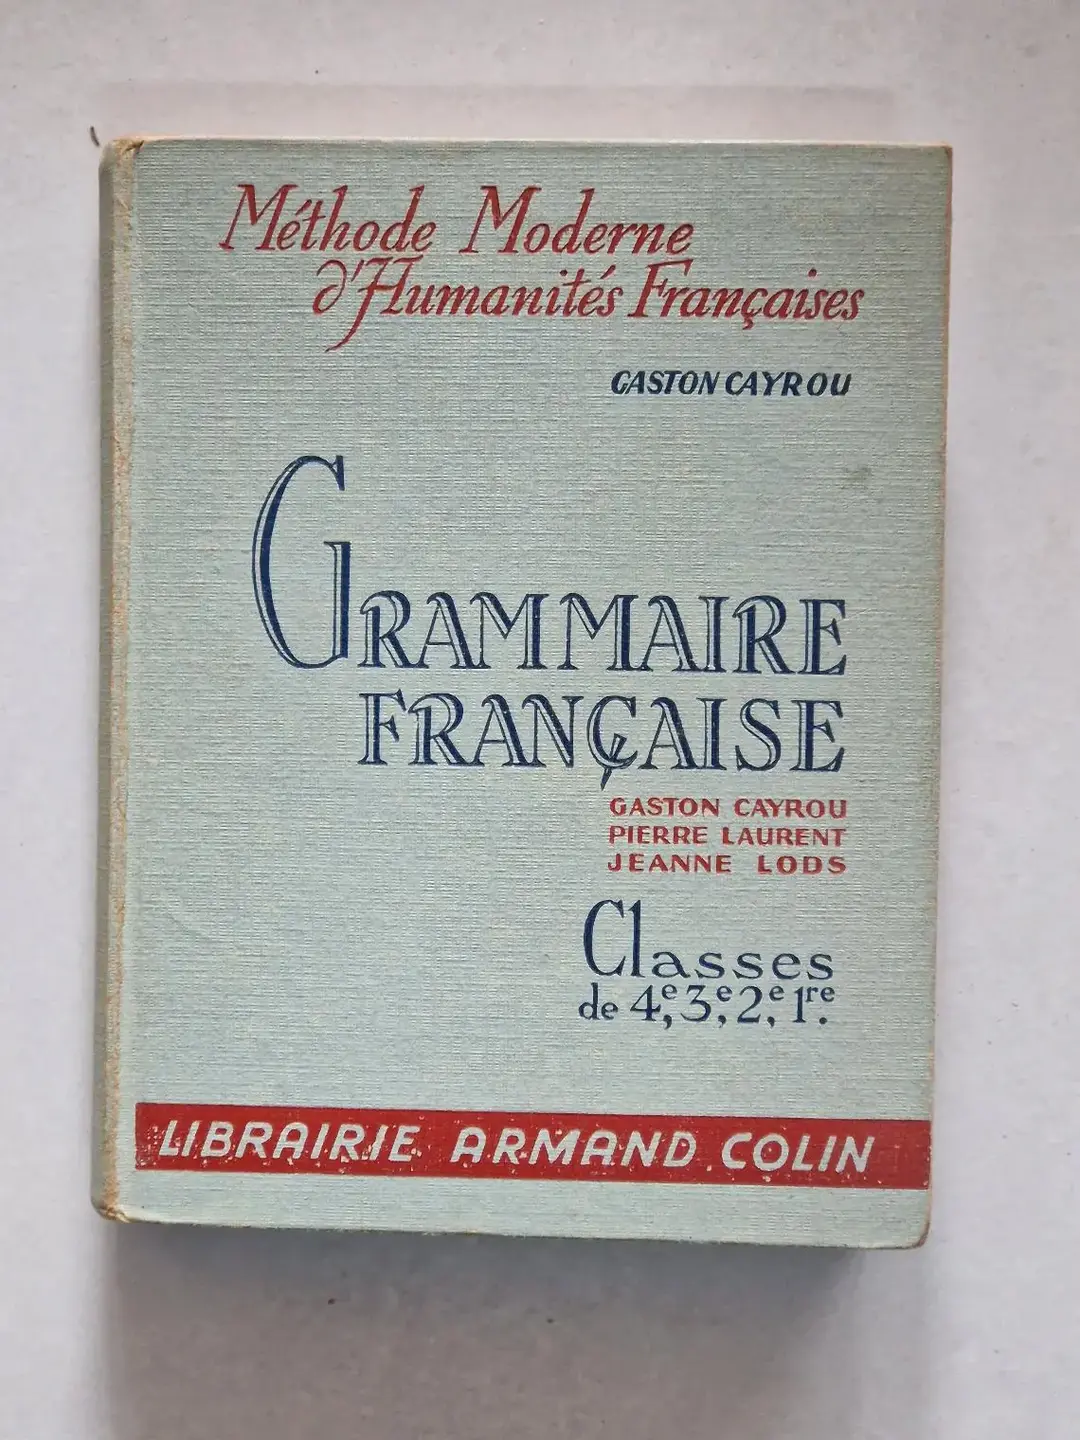 Méthode Moderne
d'Humanités Françaises
GASTON CAYROU
GRAMMAIRE
FRANÇAISE
GASTON CAYROU
PIERRE LAURENT
JEANNE LODS
Classes
de 4e, 3e, 2e, 1re.
LIBRAIRIE ARMAND COLIN